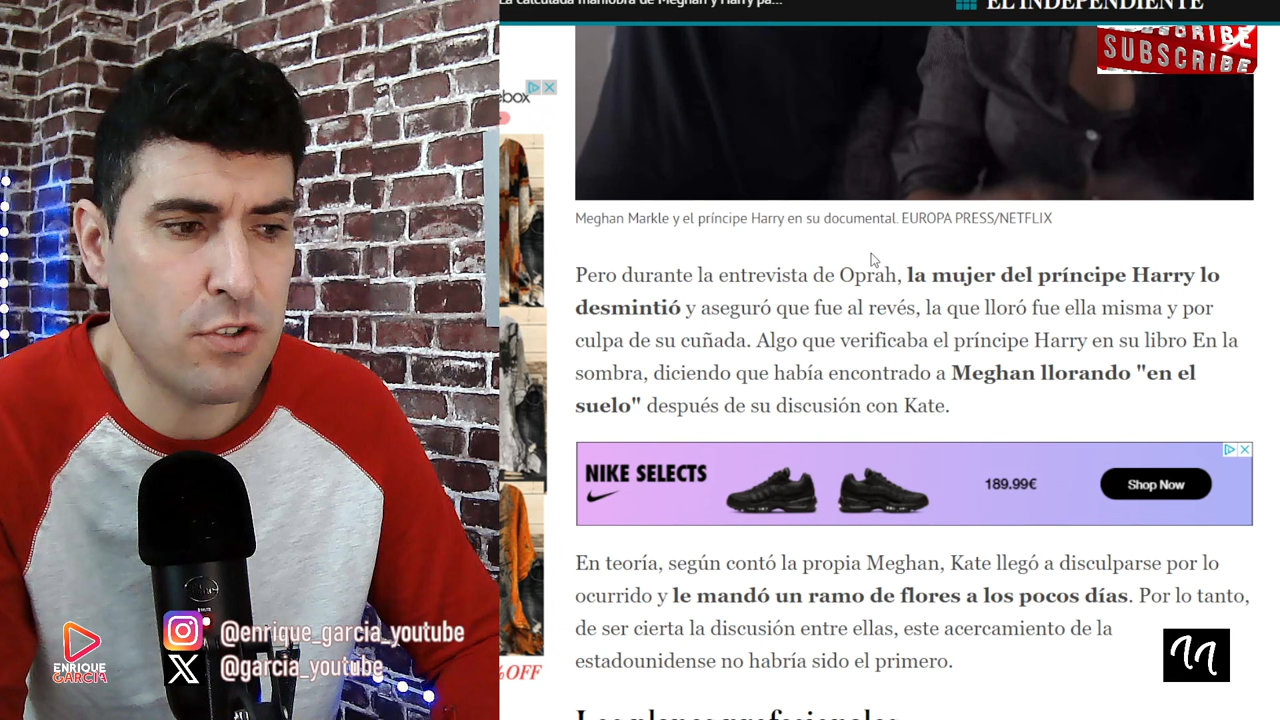 La calculada maniobra de Meghan y Harry pa...
EL INDEPENDIENTE
SUBSCRIBE
SUBSCRIBE
box
Meghan Markle y el príncipe Harry en su documental. EUROPA PRESS/NETFLIX
Pero durante la entrevista de Oprah, la mujer del príncipe Harry lo
desmintió y aseguró que fue al revés, la que lloró fue ella misma y por
culpa de su cuñada. Algo que verificaba el príncipe Harry en su libro En la
sombra, diciendo que había encontrado a Meghan llorando "en el
suelo" después de su discusión con Kate.
NIKE SELECTS
189.99€
Shop Now
En teoría, según contó la propia Meghan, Kate llegó a disculparse por lo
ocurrido y le mandó un ramo de flores a los pocos días. Por lo tanto,
de ser cierta la discusión entre ellas, este acercamiento de la
estadounidense no habría sido el primero.
%OFF
Los planes profesionales
@enrique_garcia_youtube
@garcia_youtube
ENRIQUE
GARCIA